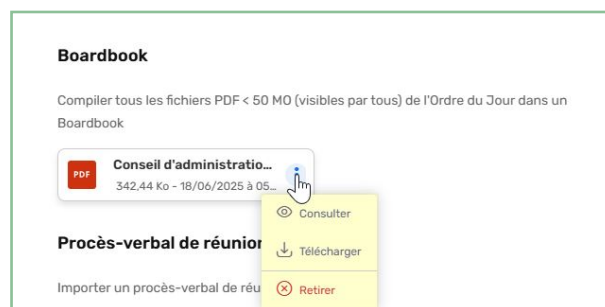 Boardbook
Compiler tous les fichiers PDF < 50 MO (visibles par tous) de l'Ordre du Jour dans un
Boardbook
PDF
Conseil d'administratio...
342,44 Ko - 18/06/2025 à 05...
Consulter
Procès-verbal de réunion
Télécharger
Importer un procès-verbal de réu
Retirer